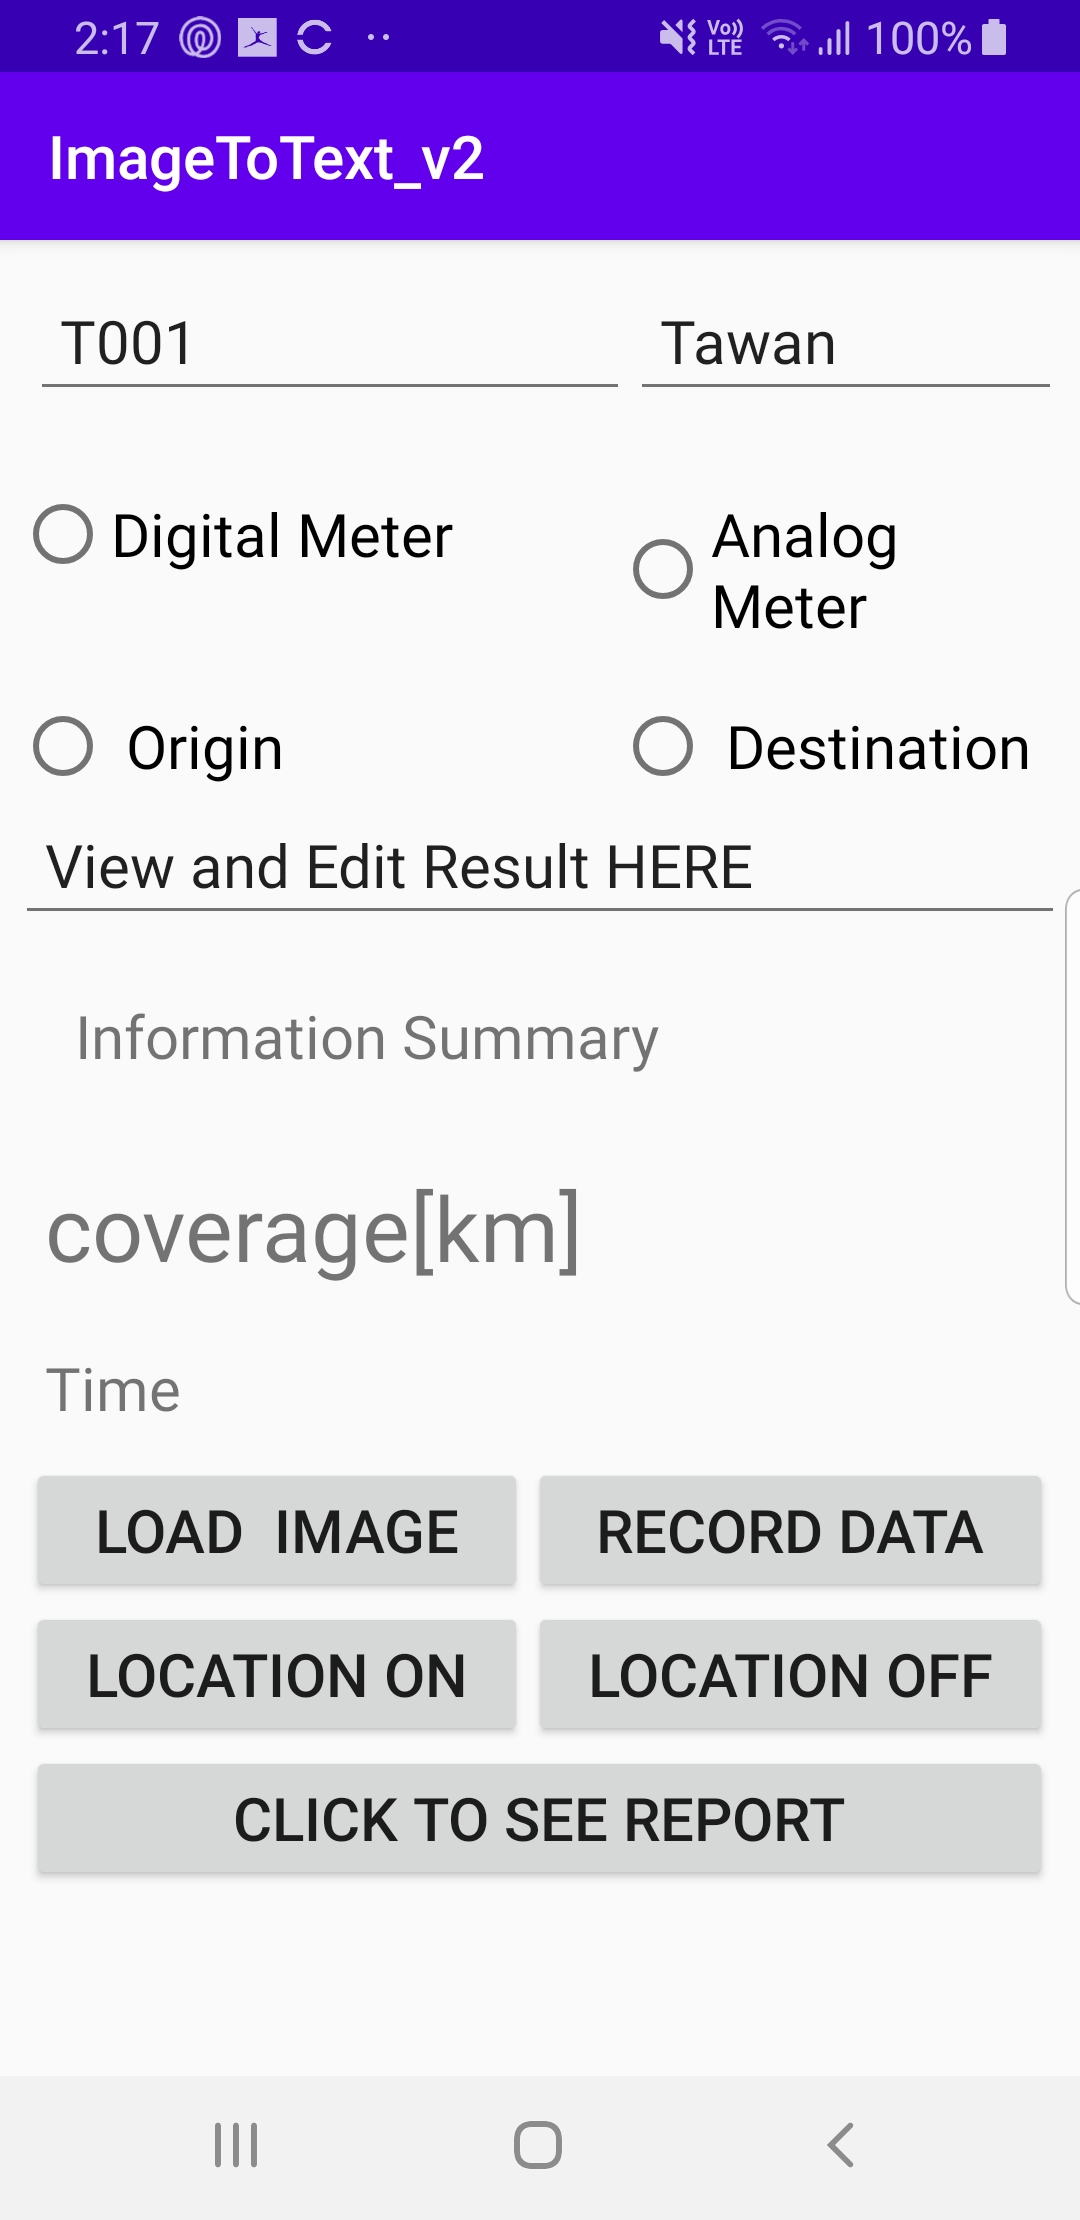 2:17 Vo)) LTE 100%
ImageToText_v2
T001 Tawan
Digital Meter Analog Meter
Origin Destination
View and Edit Result HERE
Information Summary
coverage[km]
Time
LOAD IMAGE RECORD DATA
LOCATION ON LOCATION OFF
CLICK TO SEE REPORT